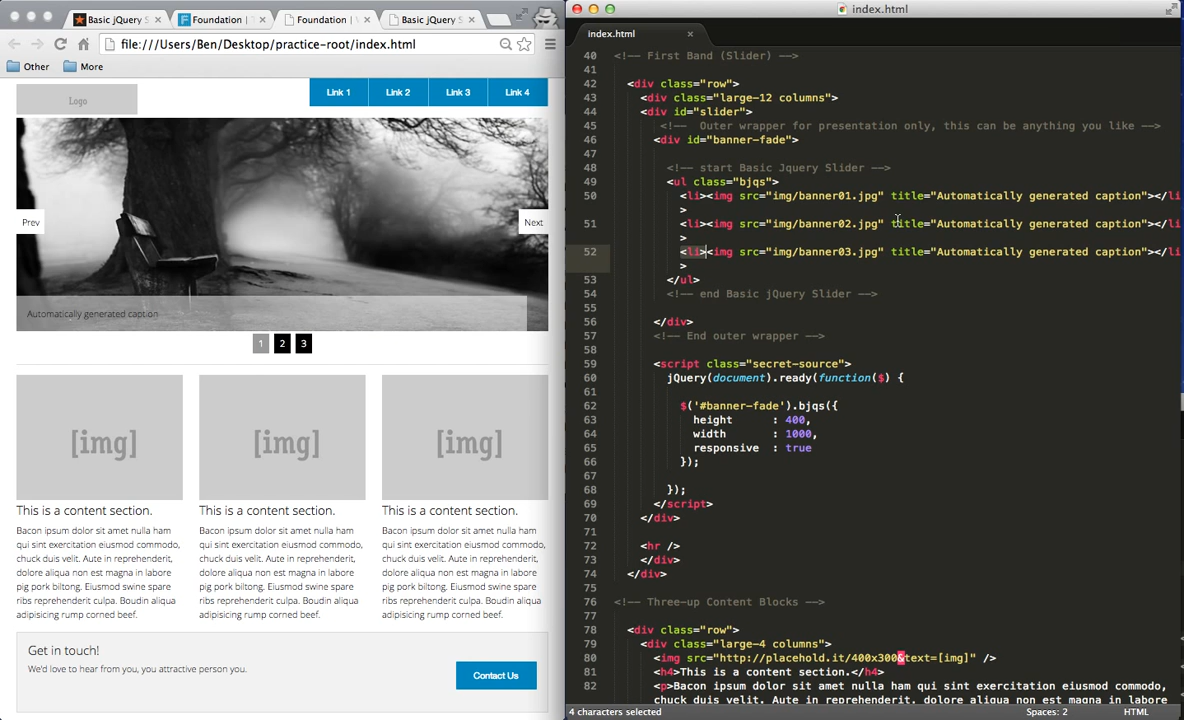 Basic jQuery S
Foundation | T
Foundation | V
Basic jQuery S
file:///Users/Ben/Desktop/practice-root/index.html
Other
More
Logo
Link 1
Link 2
Link 3
Link 4
Prev
Next
Automatically generated caption
1
2
3
[img]
[img]
[img]
This is a content section.
This is a content section.
This is a content section.
Bacon ipsum dolor sit amet nulla ham
qui sint exercitation eiusmod commodo,
chuck duis velit. Aute in reprehenderit,
dolore aliqua non est magna in labore
pig pork biltong. Eiusmod swine spare
ribs reprehenderit culpa. Boudin aliqua
adipisicing rump corned beef.
Bacon ipsum dolor sit amet nulla ham
qui sint exercitation eiusmod commodo,
chuck duis velit. Aute in reprehenderit,
dolore aliqua non est magna in labore
pig pork biltong. Eiusmod swine spare
ribs reprehenderit culpa. Boudin aliqua
adipisicing rump corned beef.
Bacon ipsum dolor sit amet nulla ham
qui sint exercitation eiusmod commodo,
chuck duis velit. Aute in reprehenderit,
dolore aliqua non est magna in labore
pig pork biltong. Eiusmod swine spare
ribs reprehenderit culpa. Boudin aliqua
adipisicing rump corned beef.
Get in touch!
We'd love to hear from you, you attractive person you.
Contact Us
index.html
index.html
40 <!-- First Band (Slider) -->
41
42 <div class="row">
43 <div class="large-12 columns">
44 <div id="slider">
45 <!-- Outer wrapper for presentation only, this can be anything you like -->
46 <div id="banner-fade">
47
48 <!-- start Basic Jquery Slider -->
49 <ul class="bjqs">
50 <li><img src="img/banner01.jpg" title="Automatically generated caption"></li
>
51 <li><img src="img/banner02.jpg" title="Automatically generated caption"></li
>
52 <li><img src="img/banner03.jpg" title="Automatically generated caption"></li
>
53 </ul>
54 <!-- end Basic jQuery Slider -->
55
56 </div>
57 <!-- End outer wrapper -->
58
59 <script class="secret-source">
60 jQuery(document).ready(function($) {
61
62 $('#banner-fade').bjqs({
63 height : 400,
64 width : 1000,
65 responsive : true
66 });
67
68 });
69 </script>
70 </div>
71
72 <hr />
73 </div>
74 </div>
75
76 <!-- Three-up Content Blocks -->
77
78 <div class="row">
79 <div class="large-4 columns">
80 <img src="http://placehold.it/400x300&text=[img]" />
81 <h4>This is a content section.</h4>
82 <p>Bacon ipsum dolor sit amet nulla ham qui sint exercitation eiusmod commodo,
chuck duis velit. Aute in reprehenderit, dolore aliqua non est magna in labore
4 characters selected
Spaces: 2
HTML